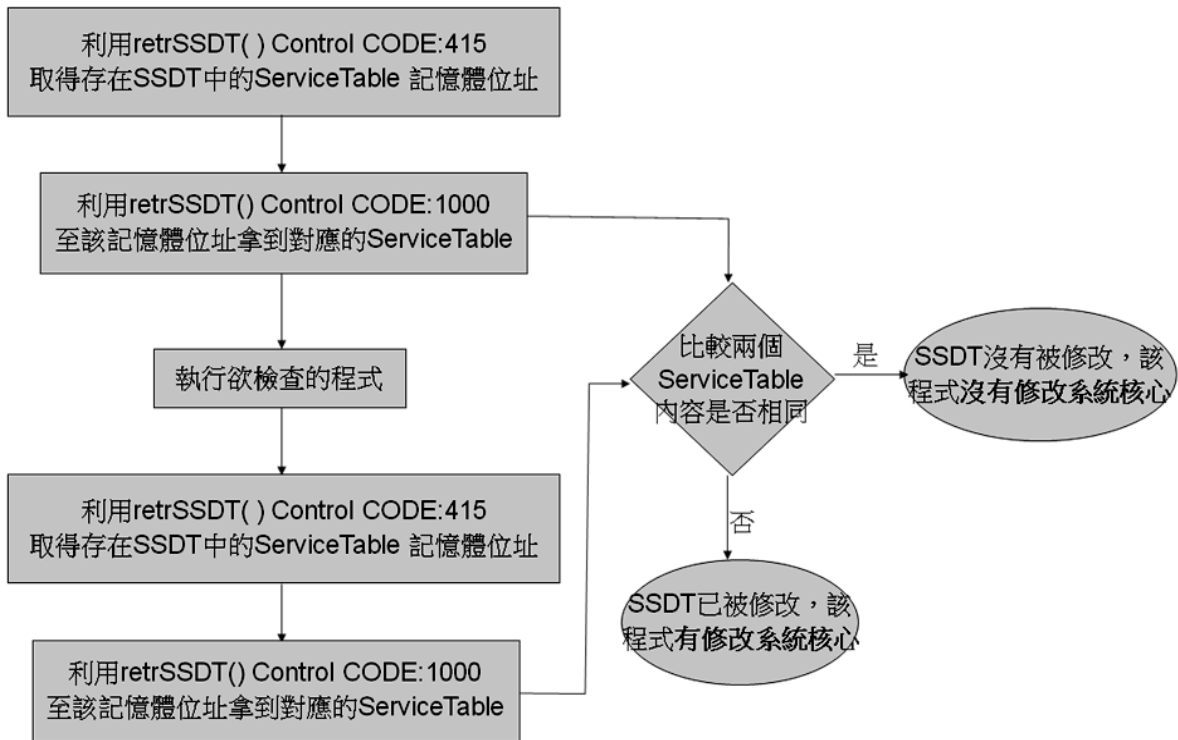 利用retrSSDT( ) Control CODE:415
取得存在SSDT中的ServiceTable 記憶體位址
利用retrSSDT() Control CODE:1000
至該記憶體位址拿到對應的ServiceTable
執行欲檢查的程式
利用retrSSDT( ) Control CODE:415
取得存在SSDT中的ServiceTable 記憶體位址
利用retrSSDT() Control CODE:1000
至該記憶體位址拿到對應的ServiceTable
比較兩個
ServiceTable
內容是否相同
是
SSDT沒有被修改，該
程式沒有修改系統核心
否
SSDT已被修改，該
程式有修改系統核心